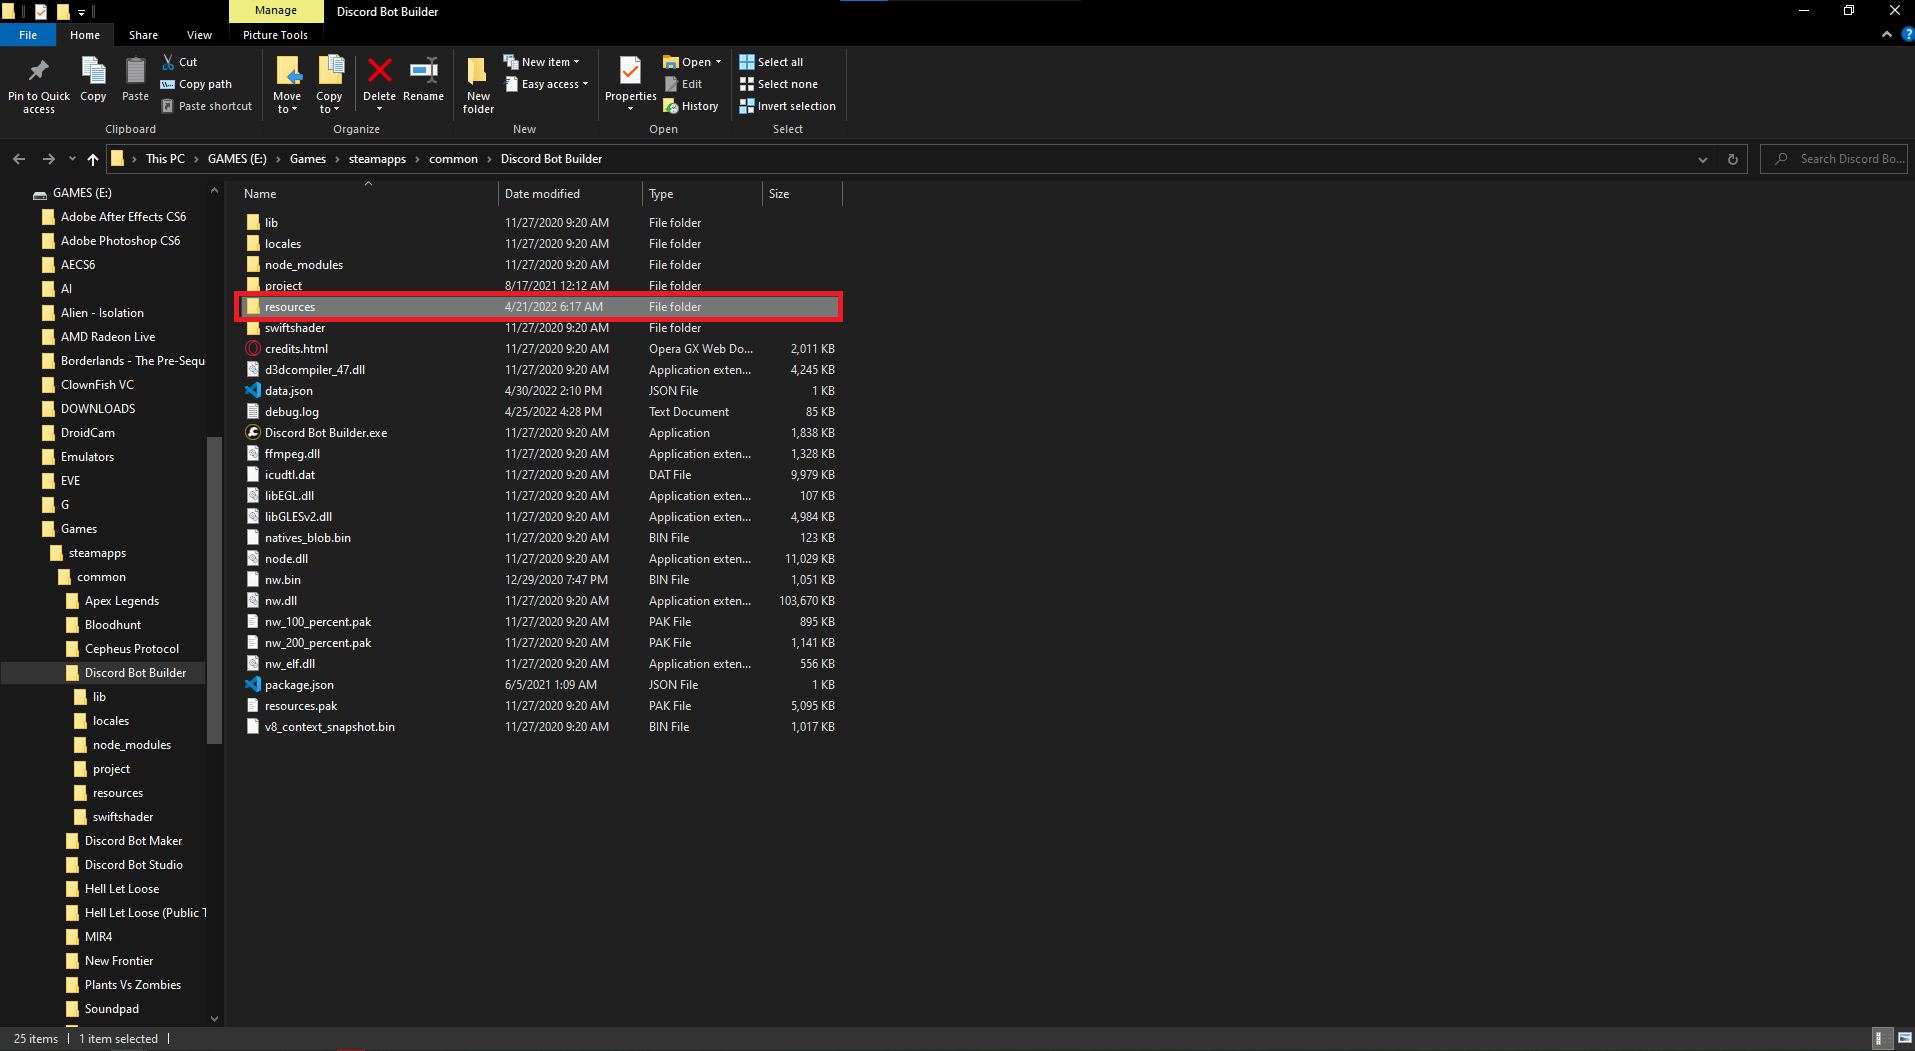 Manage
Discord Bot Builder
File
Home
Share
View
Picture Tools
Pin to Quick access
Copy
Paste
Cut
Copy path
Paste shortcut
Clipboard
Move to
Copy to
Delete
Rename
Organize
New folder
New item
Easy access
New
Properties
Open
Edit
History
Open
Select all
Select none
Invert selection
Select
This PC > GAMES (E:) > Games > steamapps > common > Discord Bot Builder
Search Discord Bo...
GAMES (E:)
Adobe After Effects CS6
Adobe Photoshop CS6
AECS6
AI
Alien - Isolation
AMD Radeon Live
Borderlands - The Pre-Sequ
ClownFish VC
DOWNLOADS
DroidCam
Emulators
EVE
G
Games
steamapps
common
Apex Legends
Bloodhunt
Cepheus Protocol
Discord Bot Builder
lib
locales
node_modules
project
resources
swiftshader
Discord Bot Maker
Discord Bot Studio
Hell Let Loose
Hell Let Loose (Public T
MIR4
New Frontier
Plants Vs Zombies
Soundpad
Name Date modified Type Size
lib 11/27/2020 9:20 AM File folder
locales 11/27/2020 9:20 AM File folder
node_modules 11/27/2020 9:20 AM File folder
project 8/17/2021 12:12 AM File folder
resources 4/21/2022 6:17 AM File folder
swiftshader 11/27/2020 9:20 AM File folder
credits.html 11/27/2020 9:20 AM Opera GX Web Do... 2,011 KB
d3dcompiler_47.dll 11/27/2020 9:20 AM Application exten... 4,245 KB
data.json 4/30/2022 2:10 PM JSON File 1 KB
debug.log 4/25/2022 4:28 PM Text Document 85 KB
Discord Bot Builder.exe 11/27/2020 9:20 AM Application 1,838 KB
ffmpeg.dll 11/27/2020 9:20 AM Application exten... 1,328 KB
icudtl.dat 11/27/2020 9:20 AM DAT File 9,979 KB
libEGL.dll 11/27/2020 9:20 AM Application exten... 107 KB
libGLESv2.dll 11/27/2020 9:20 AM Application exten... 4,984 KB
natives_blob.bin 11/27/2020 9:20 AM BIN File 123 KB
node.dll 11/27/2020 9:20 AM Application exten... 11,029 KB
nw.bin 12/29/2020 7:47 PM BIN File 1,051 KB
nw.dll 11/27/2020 9:20 AM Application exten... 103,670 KB
nw_100_percent.pak 11/27/2020 9:20 AM PAK File 895 KB
nw_200_percent.pak 11/27/2020 9:20 AM PAK File 1,141 KB
nw_elf.dll 11/27/2020 9:20 AM Application exten... 556 KB
package.json 6/5/2021 1:09 AM JSON File 1 KB
resources.pak 11/27/2020 9:20 AM PAK File 5,095 KB
v8_context_snapshot.bin 11/27/2020 9:20 AM BIN File 1,017 KB
25 items
1 item selected